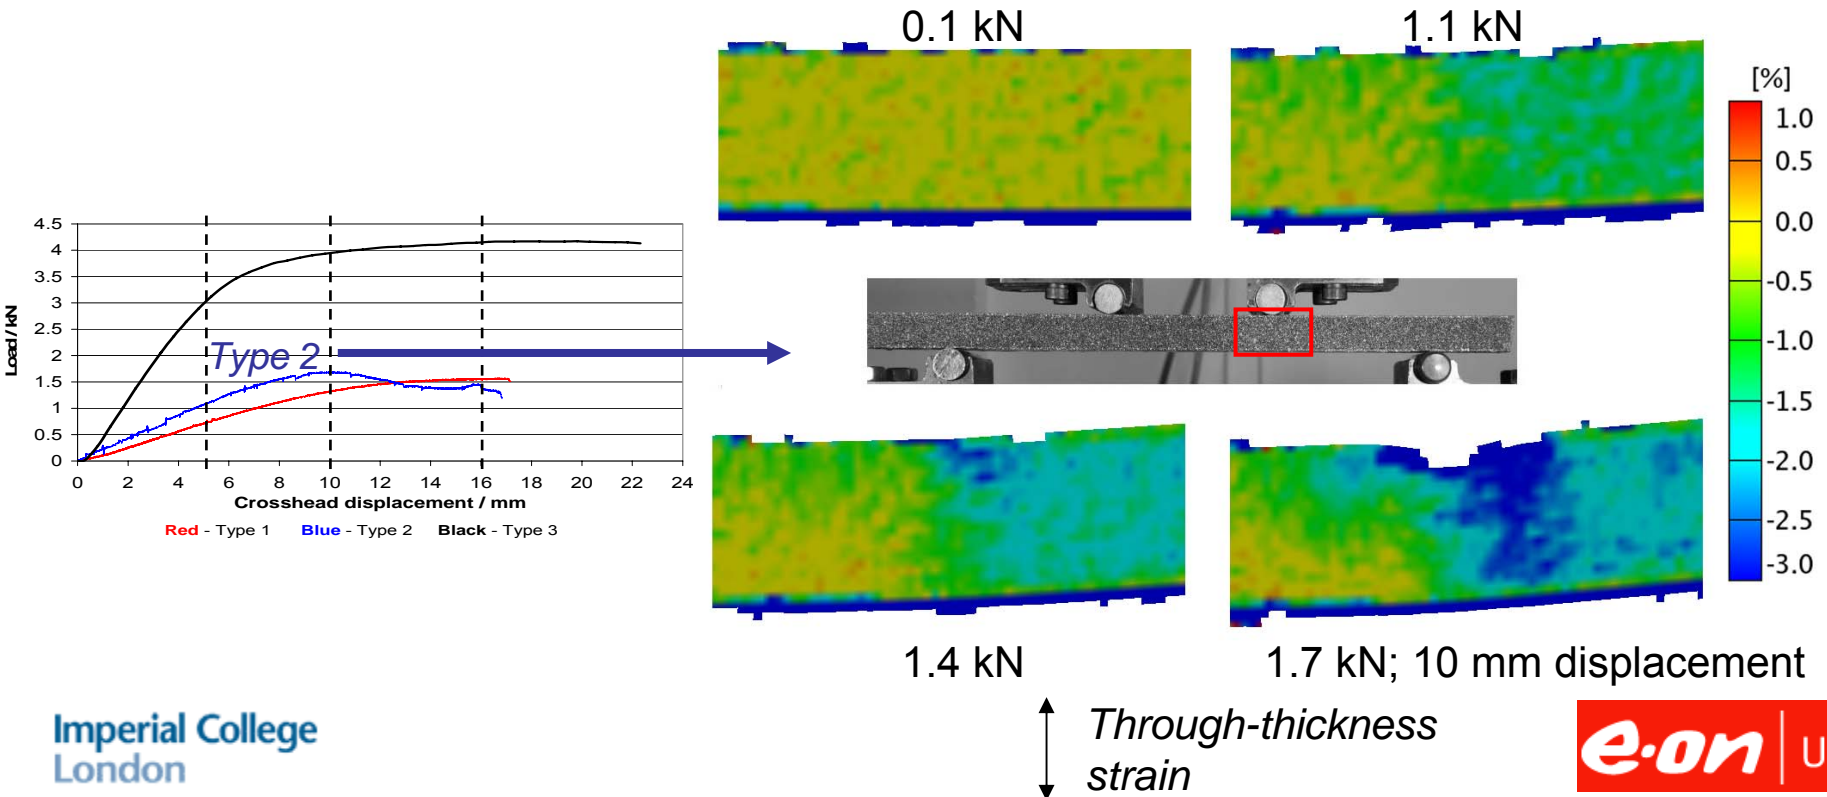 0.1 kN
1.1 kN
[%]
1.0
0.5
0.0
-0.5
-1.0
-1.5
-2.0
-2.5
-3.0
4.5
4
3.5
3
2.5
2
1.5
1
0.5
0
Load / kN
Type 2
0 2 4 6 8 10 12 14 16 18 20 22 24
Crosshead displacement / mm
Red - Type 1 Blue - Type 2 Black - Type 3
1.4 kN
1.7 kN; 10 mm displacement
Through-thickness
strain
Imperial College
London
e·on U